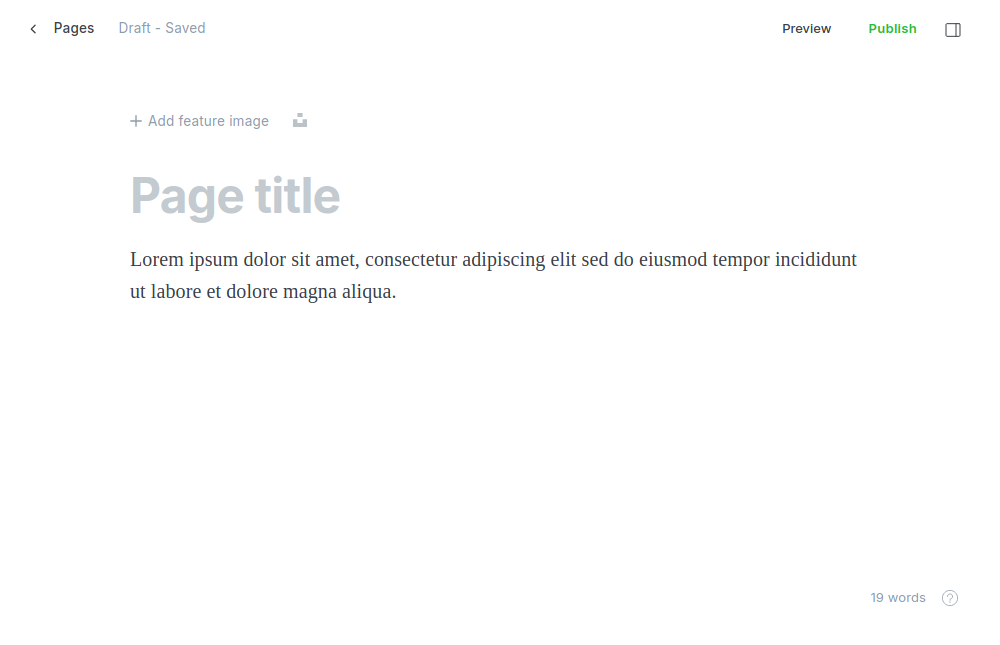 Pages Draft - Saved Preview Publish
Add feature image
Page title
Lorem ipsum dolor sit amet, consectetur adipiscing elit sed do eiusmod tempor incididunt
ut labore et dolore magna aliqua.
19 words ?